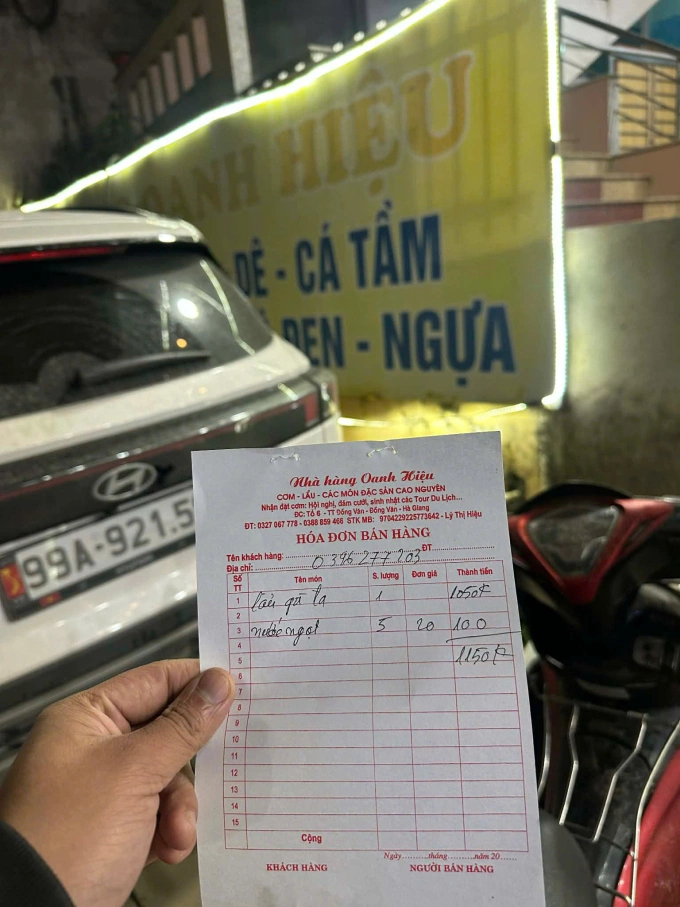 OANH HIỆU
DÊ - CÁ TẦM
ĐEN - NGỰA
99A-921.5
Nhà hàng Oanh Hiệu
CƠM - LẨU - CÁC MÓN ĐẶC SẢN CAO NGUYÊN
Nhận đặt cơm: Hội nghị, đám cưới, sinh nhật các Tour Du Lịch...
ĐC: Tổ 6 - TT Đồng Văn - Đồng Văn - Hà Giang
ĐT: 0327 067 778 - 0388 859 466 STK MB: 9704229225773642 - Lý Thị Hiệu
HÓA ĐƠN BÁN HÀNG
Tên khách hàng: ĐT
Địa chỉ: 0346277203
Số TT Tên món S. lượng Đơn giá Thành tiền
1 lẩu gà ta 1 1050k
2
3 nước ngọt 5 20 100
4
5 1150k
6
7
8
9
10
11
12
13
14
15
Cộng
Ngày.........tháng.........năm 20......
KHÁCH HÀNG NGƯỜI BÁN HÀNG